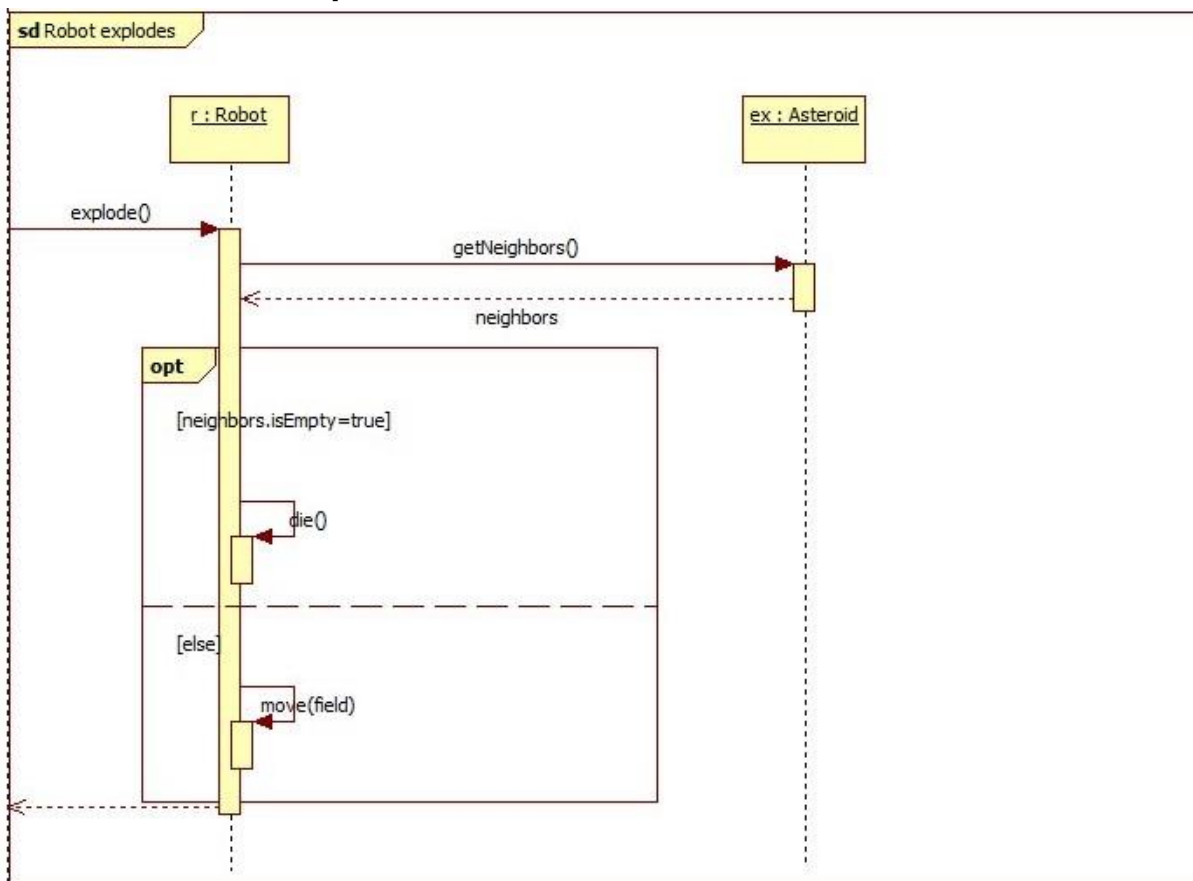 sd Robot explodes
r : Robot
ex : Asteroid
explode()
getNeighbors()
neighbors
opt
[neighbors.isEmpty=true]
die()
[else]
move(field)